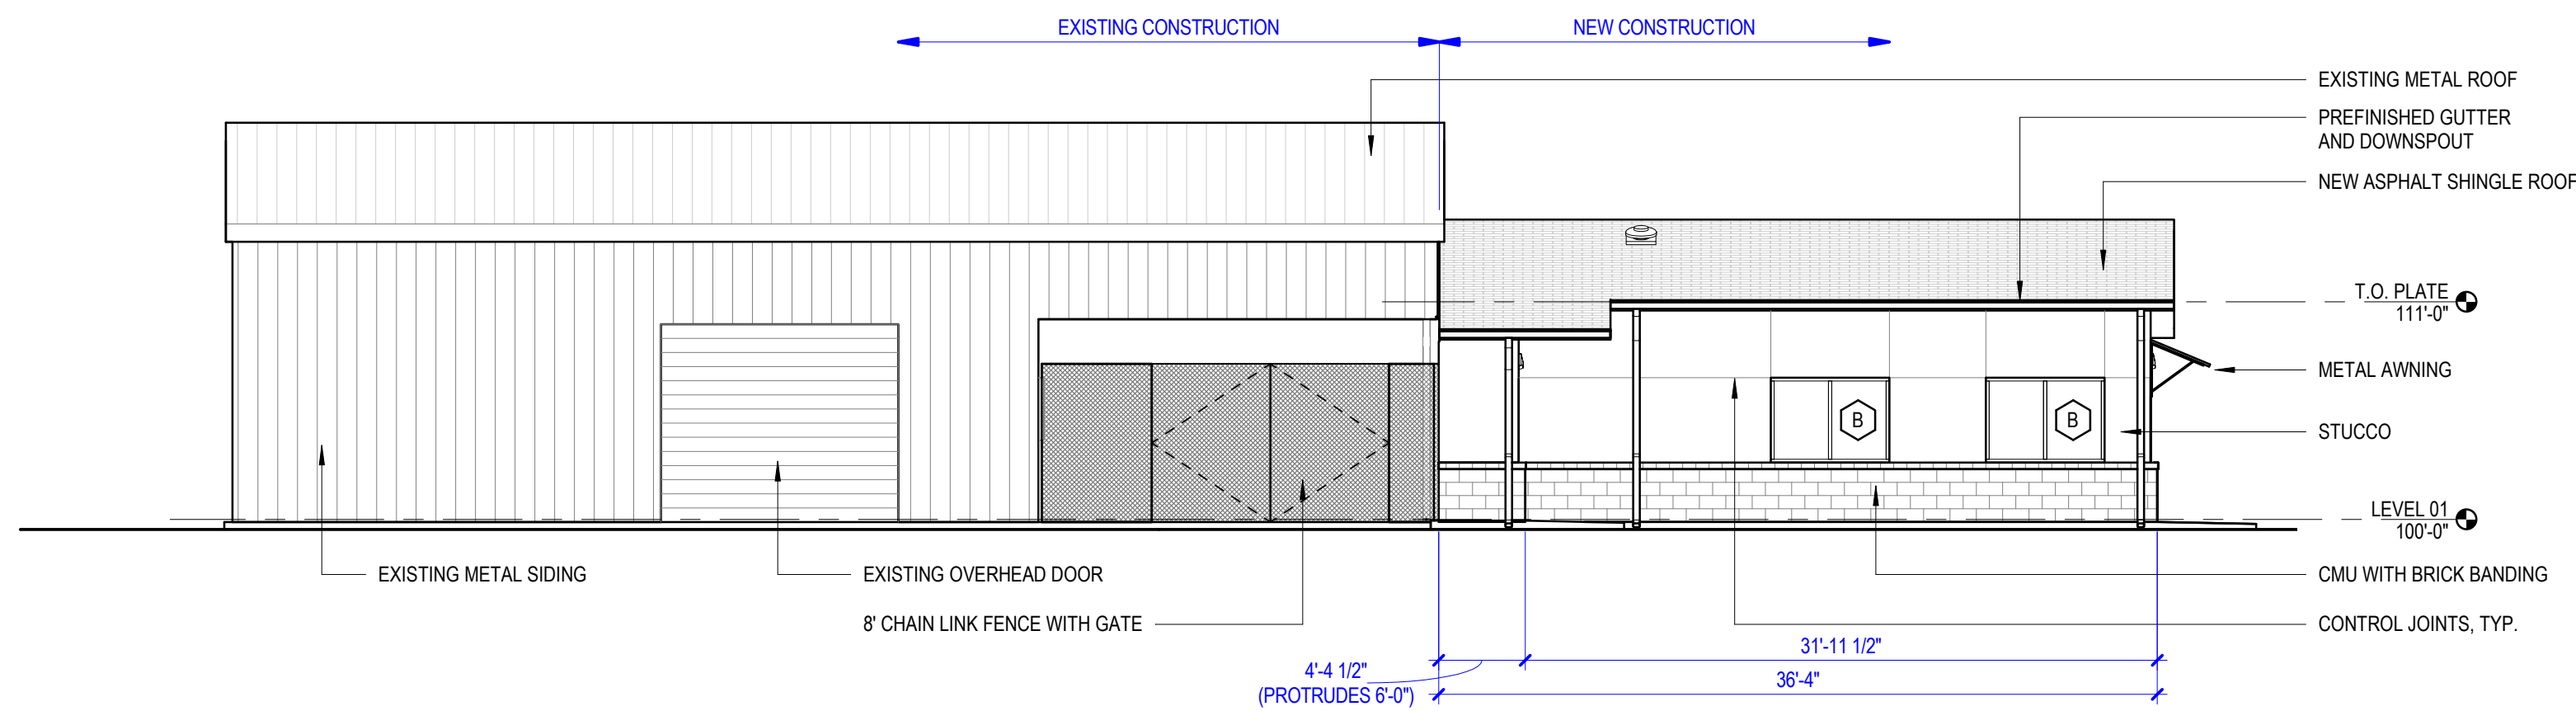 EXISTING CONSTRUCTION
NEW CONSTRUCTION
EXISTING METAL ROOF
PREFINISHED GUTTER
AND DOWNSPOUT
NEW ASPHALT SHINGLE ROOF
T.O. PLATE
111'-0"
METAL AWNING
B
B
STUCCO
LEVEL 01
100'-0"
EXISTING METAL SIDING
EXISTING OVERHEAD DOOR
CMU WITH BRICK BANDING
8' CHAIN LINK FENCE WITH GATE
CONTROL JOINTS, TYP.
31'-11 1/2"
4'-4 1/2"
(PROTRUDES 6'-0")
36'-4"